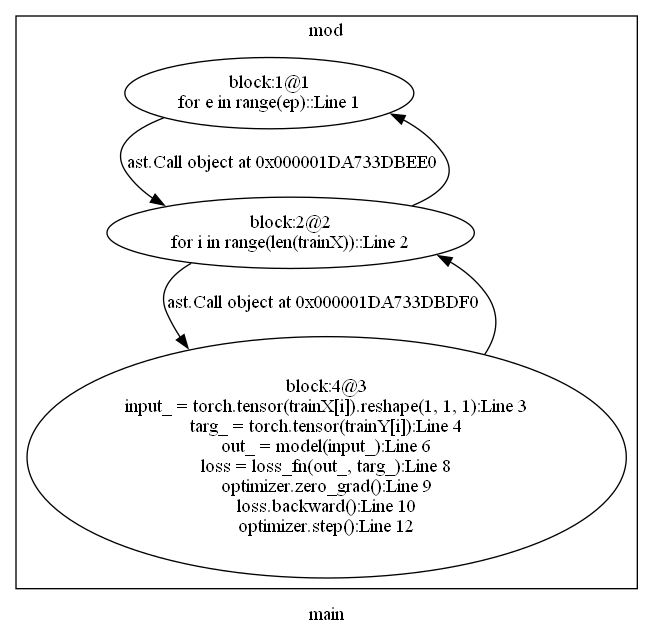 mod
block:1@1
for e in range(ep)::Line 1
ast.Call object at 0x000001DA733DBEE0
block:2@2
for i in range(len(trainX))::Line 2
ast.Call object at 0x000001DA733DBDF0
block:4@3
input_ = torch.tensor(trainX[i]).reshape(1, 1, 1):Line 3
targ_ = torch.tensor(trainY[i]):Line 4
out_ = model(input_):Line 6
loss = loss_fn(out_, targ_):Line 8
optimizer.zero_grad():Line 9
loss.backward():Line 10
optimizer.step():Line 12
main